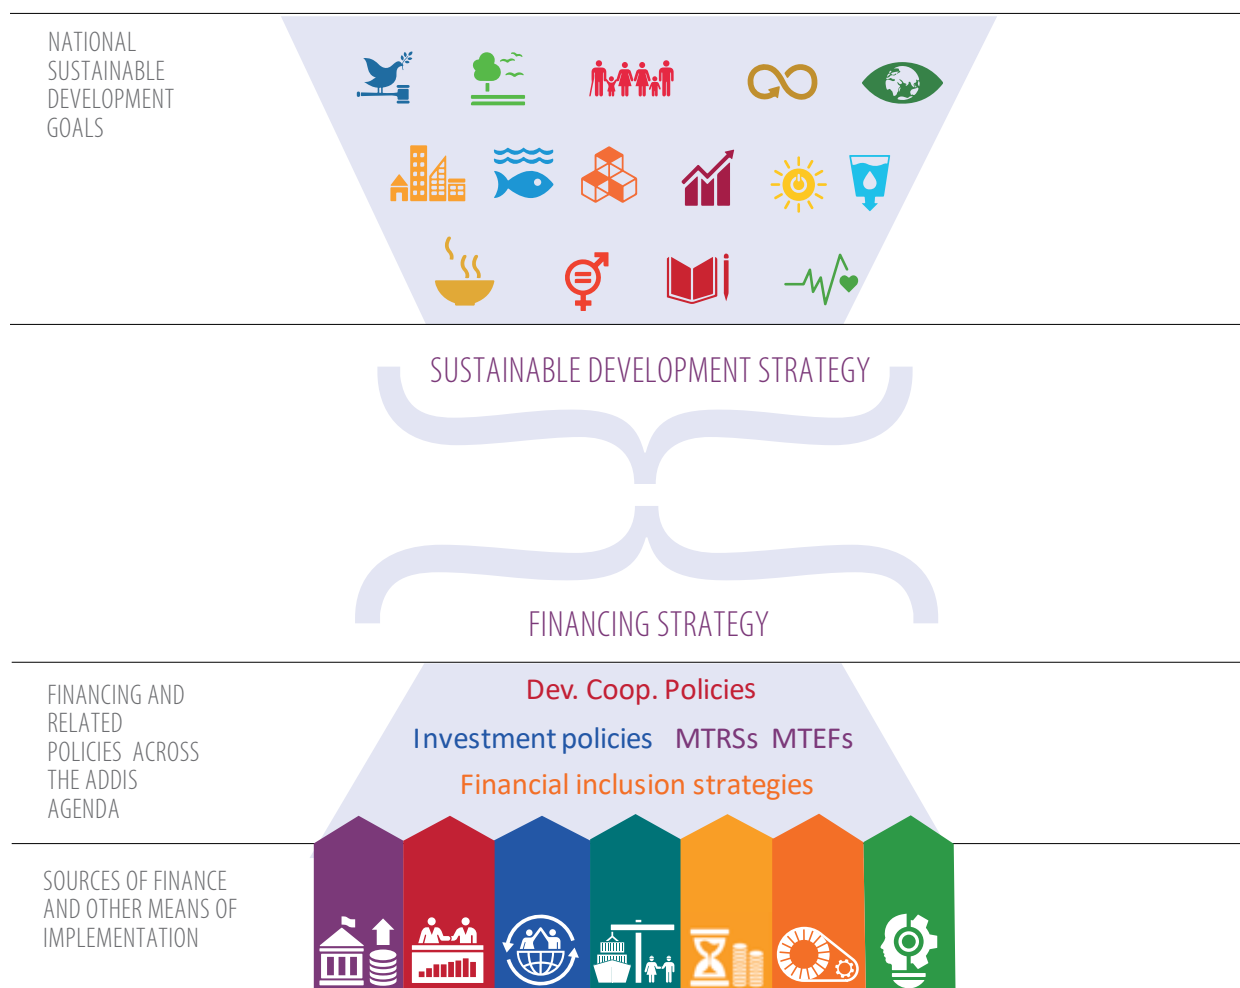 NATIONAL
SUSTAINABLE
DEVELOPMENT
GOALS
SUSTAINABLE DEVELOPMENT STRATEGY
FINANCING STRATEGY
FINANCING AND
RELATED
POLICIES ACROSS
THE ADDIS
AGENDA
Dev. Coop. Policies
Investment policies MTRSs MTEFs
Financial inclusion strategies
SOURCES OF FINANCE
AND OTHER MEANS OF
IMPLEMENTATION